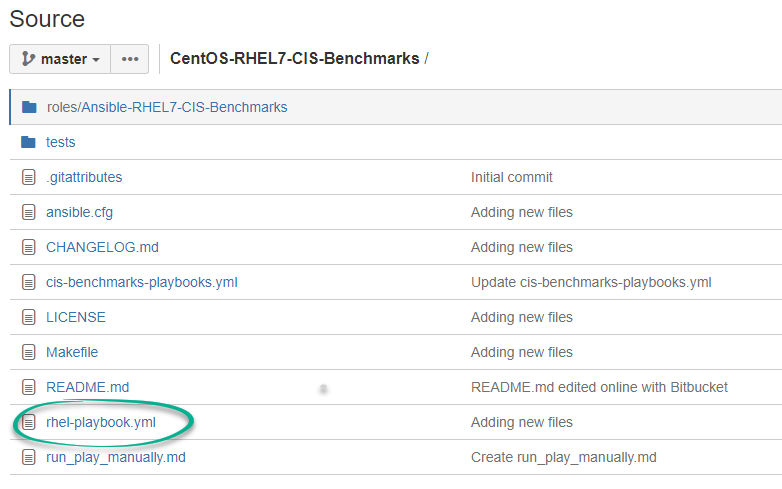 Source
master ••• CentOS-RHEL7-CIS-Benchmarks /
roles/Ansible-RHEL7-CIS-Benchmarks
tests
.gitattributes Initial commit
ansible.cfg Adding new files
CHANGELOG.md Adding new files
cis-benchmarks-playbooks.yml Update cis-benchmarks-playbooks.yml
LICENSE Adding new files
Makefile Adding new files
README.md README.md edited online with Bitbucket
rhel-playbook.yml Adding new files
run_play_manually.md Create run_play_manually.md